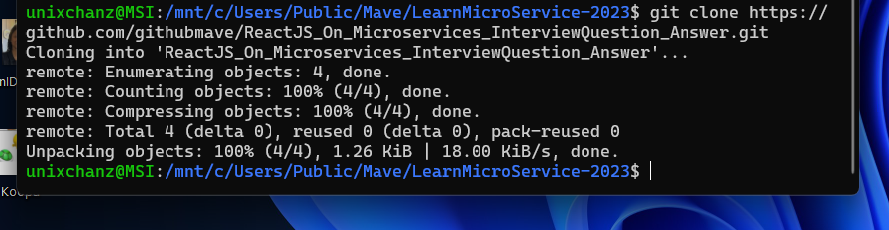 unixchanz@MSI:/mnt/c/Users/Public/Mave/LearnMicroService-2023$ git clone https://
github.com/githubmave/ReactJS_On_Microservices_InterviewQuestion_Answer.git
Cloning into 'ReactJS_On_Microservices_InterviewQuestion_Answer'...
remote: Enumerating objects: 4, done.
remote: Counting objects: 100% (4/4), done.
remote: Compressing objects: 100% (4/4), done.
remote: Total 4 (delta 0), reused 0 (delta 0), pack-reused 0
Unpacking objects: 100% (4/4), 1.26 KiB | 18.00 KiB/s, done.
unixchanz@MSI:/mnt/c/Users/Public/Mave/LearnMicroService-2023$